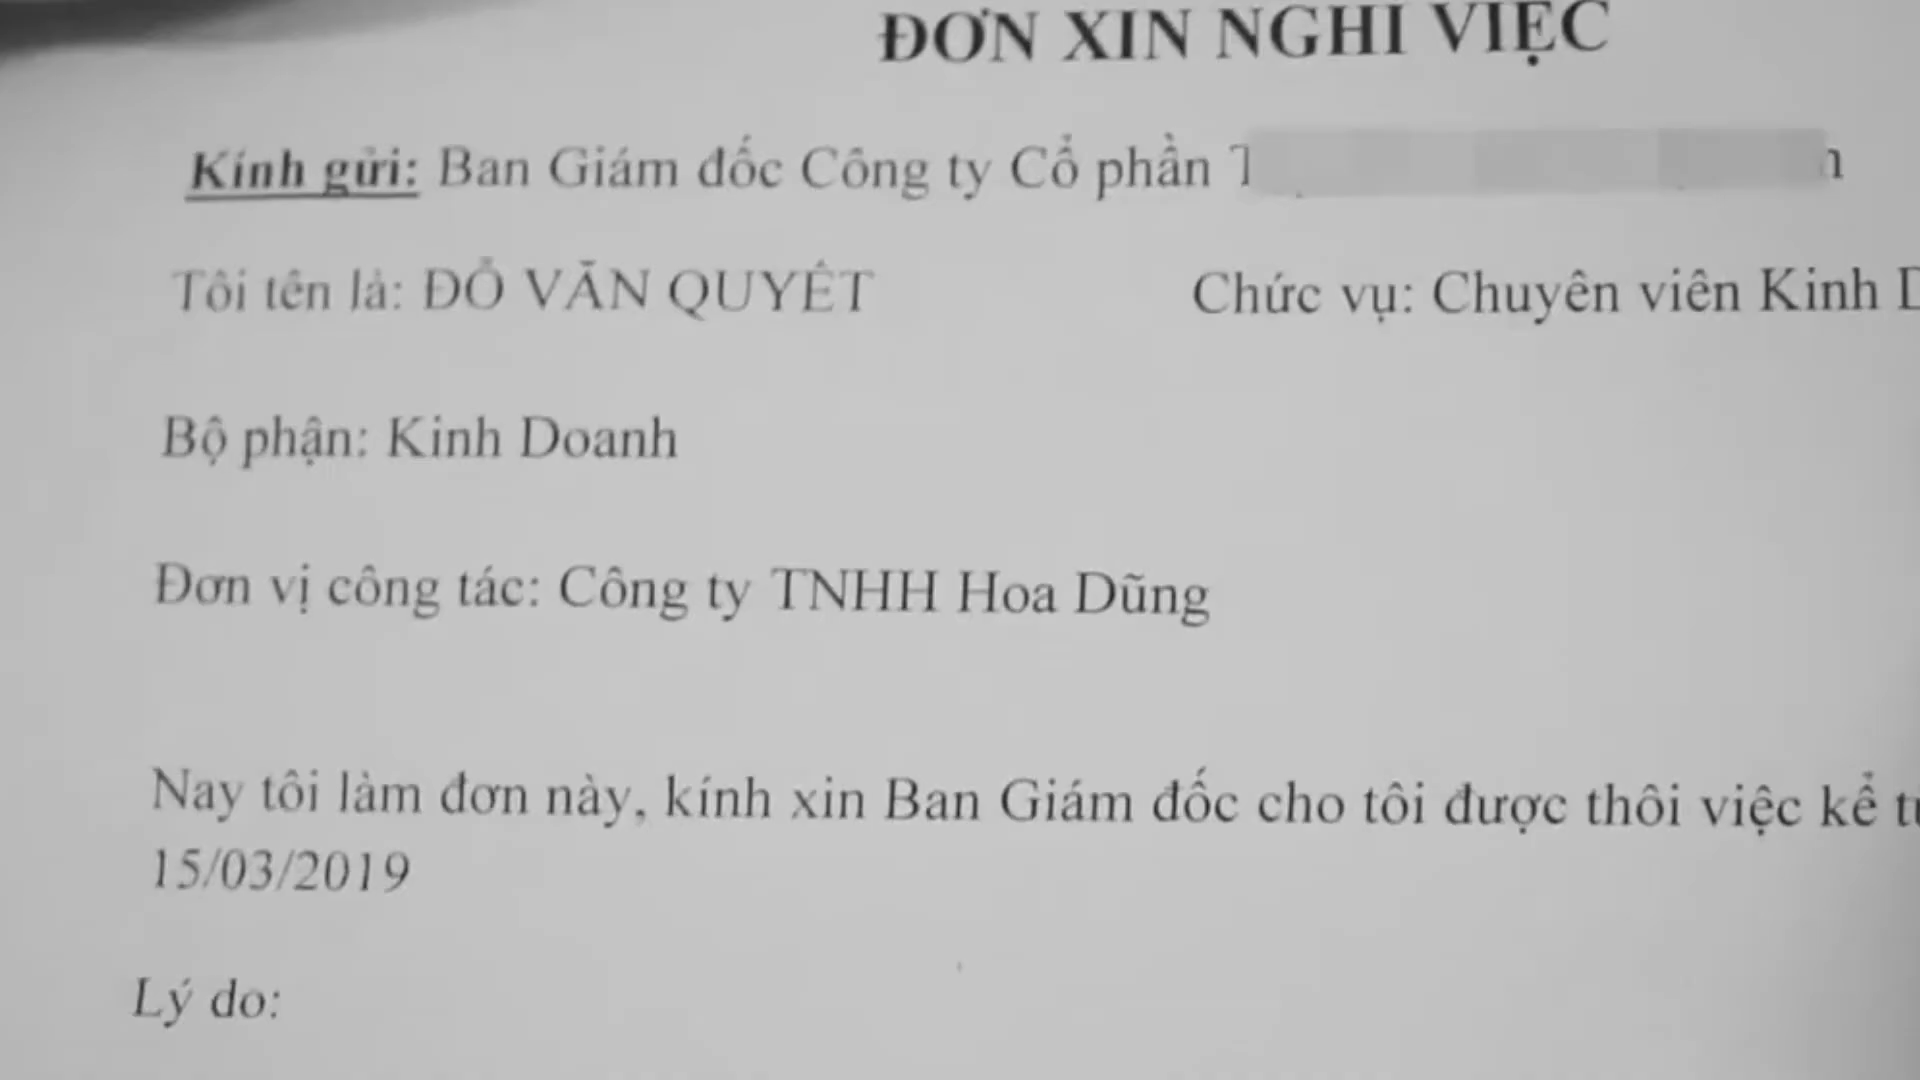 ĐƠN XIN NGHỈ VIỆC
Kính gửi: Ban Giám đốc Công ty Cổ phần
Tôi tên là: ĐỖ VĂN QUYẾT Chức vụ: Chuyên viên Kinh
Bộ phận: Kinh Doanh
Đơn vị công tác: Công ty TNHH Hoa Dũng
Nay tôi làm đơn này, kính xin Ban Giám đốc cho tôi được thôi việc kể
15/03/2019
Lý do: